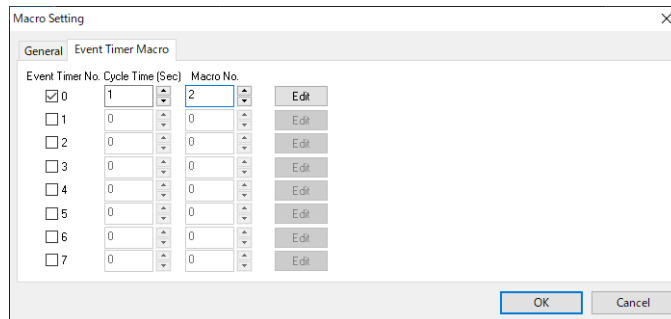 Macro Setting
General Event Timer Macro
Event Timer No. Cycle Time (Sec) Macro No.
0 1 2 Edit
1 0 0 Edit
2 0 0 Edit
3 0 0 Edit
4 0 0 Edit
5 0 0 Edit
6 0 0 Edit
7 0 0 Edit
OK Cancel